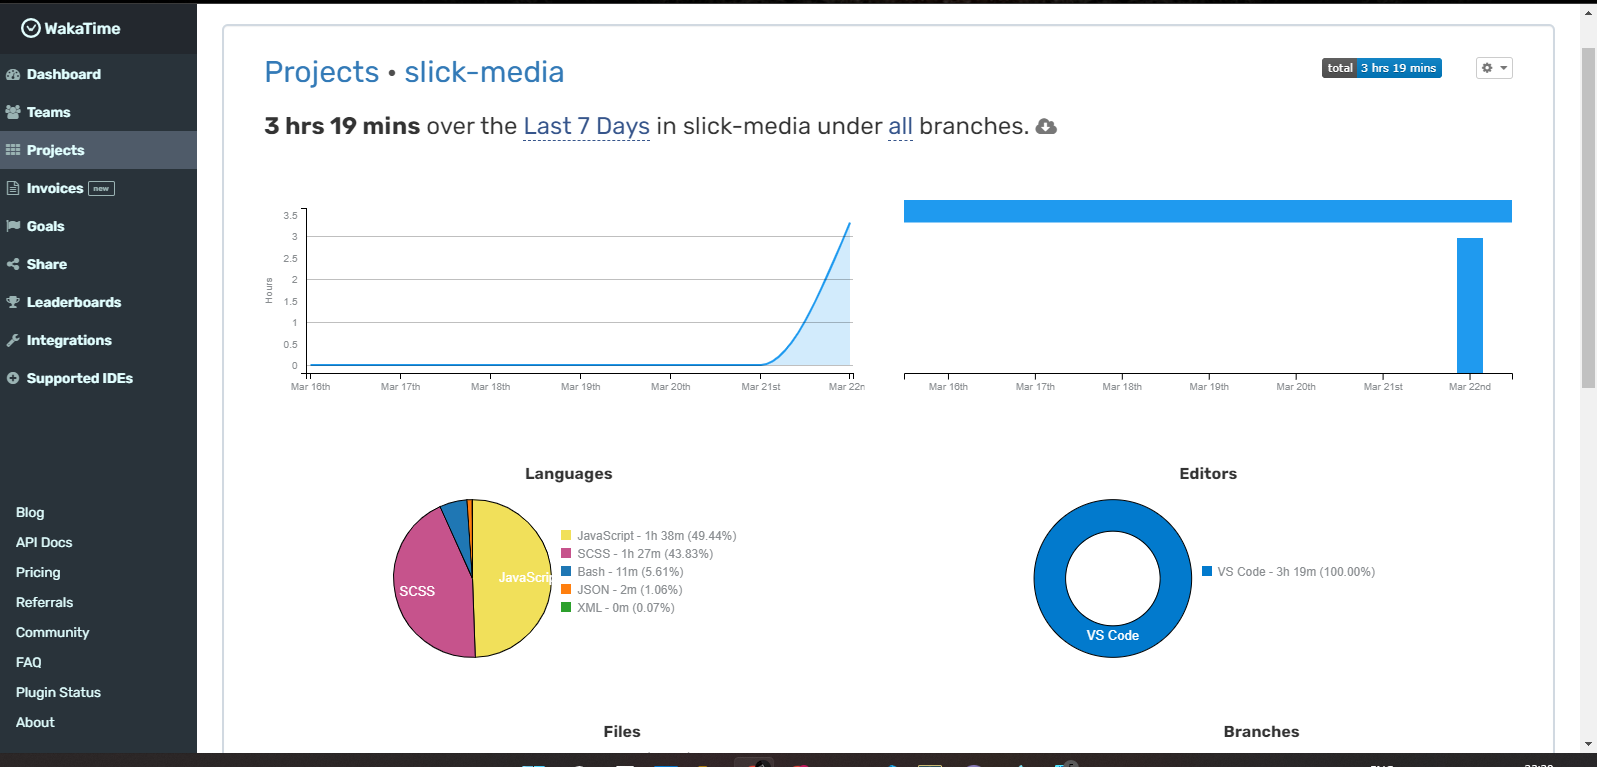 WakaTime
Dashboard
Teams
Projects
Invoices new
Goals
Share
Leaderboards
Integrations
Supported IDEs
Blog
API Docs
Pricing
Referrals
Community
FAQ
Plugin Status
About
Projects • slick-media
total 3 hrs 19 mins
3 hrs 19 mins over the Last 7 Days in slick-media under all branches.
Hours
3.5
3
2.5
2
1.5
1
0.5
0
Mar 16th Mar 17th Mar 18th Mar 19th Mar 20th Mar 21st Mar 22n
Mar 16th Mar 17th Mar 18th Mar 19th Mar 20th Mar 21st Mar 22nd
Languages
SCSS
JavaScrip
JavaScript - 1h 38m (49.44%)
SCSS - 1h 27m (43.83%)
Bash - 11m (5.61%)
JSON - 2m (1.06%)
XML - 0m (0.07%)
Editors
VS Code
VS Code - 3h 19m (100.00%)
Files
Branches